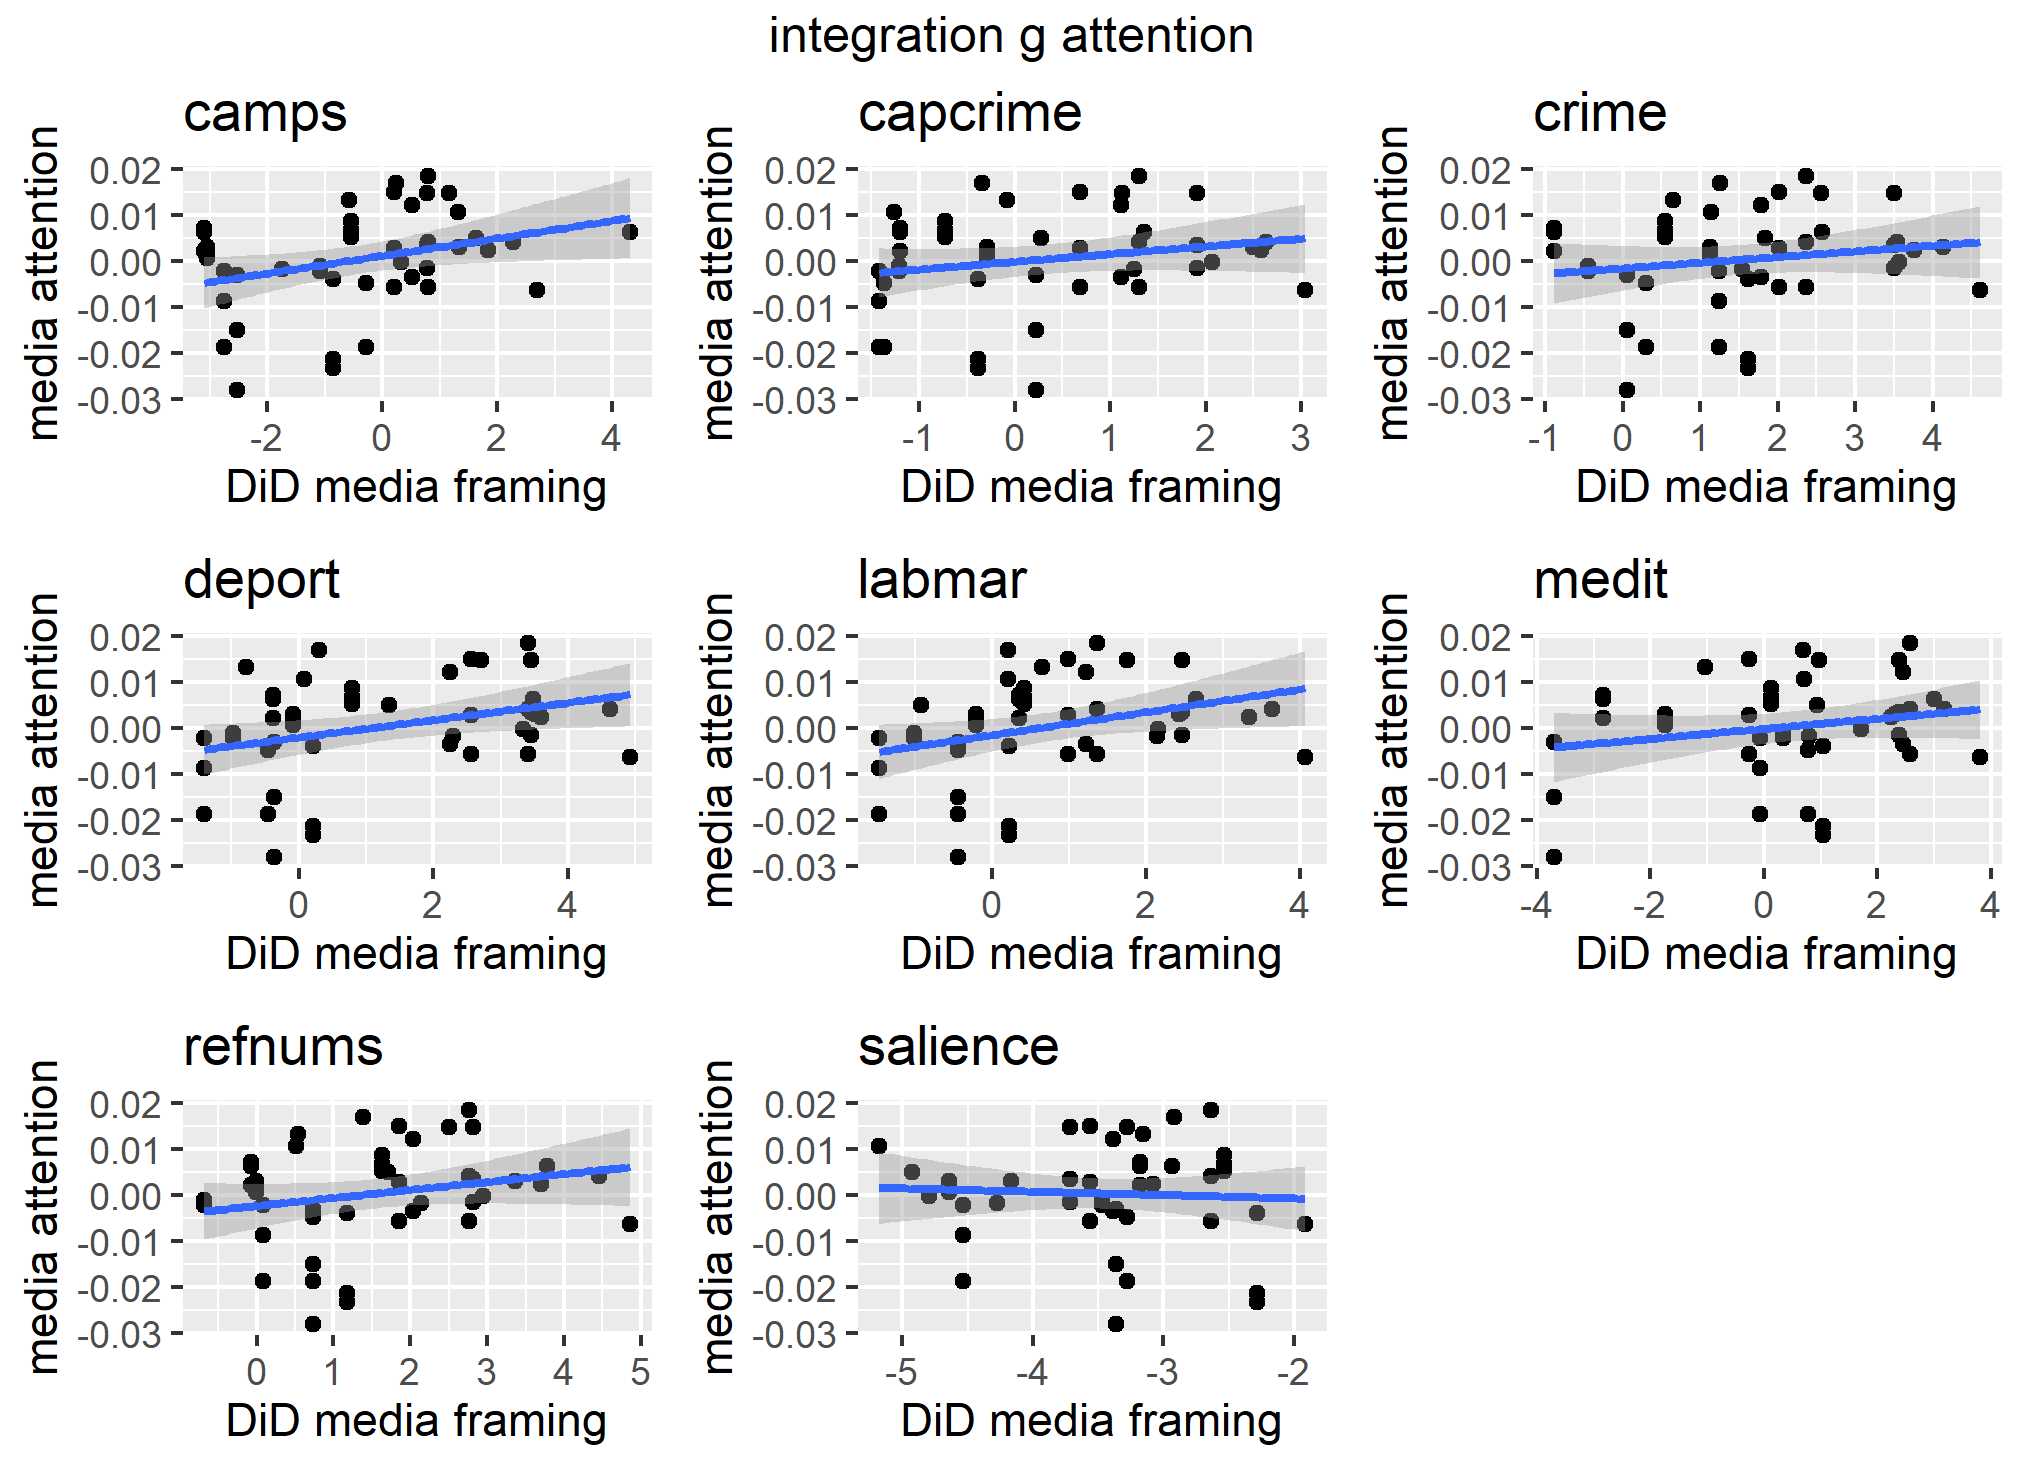 integration g attention
camps
media attention
0.02
0.01
0.00
-0.01
-0.02
-0.03
-2 0 2 4
DiD media framing
capcrime
media attention
0.02
0.01
0.00
-0.01
-0.02
-0.03
-1 0 1 2 3
DiD media framing
crime
media attention
0.02
0.01
0.00
-0.01
-0.02
-0.03
-1 0 1 2 3 4
DiD media framing
deport
media attention
0.02
0.01
0.00
-0.01
-0.02
-0.03
0 2 4
DiD media framing
labmar
media attention
0.02
0.01
0.00
-0.01
-0.02
-0.03
0 2 4
DiD media framing
medit
media attention
0.02
0.01
0.00
-0.01
-0.02
-0.03
-4 -2 0 2 4
DiD media framing
refnums
media attention
0.02
0.01
0.00
-0.01
-0.02
-0.03
0 1 2 3 4 5
DiD media framing
salience
media attention
0.02
0.01
0.00
-0.01
-0.02
-0.03
-5 -4 -3 -2
DiD media framing